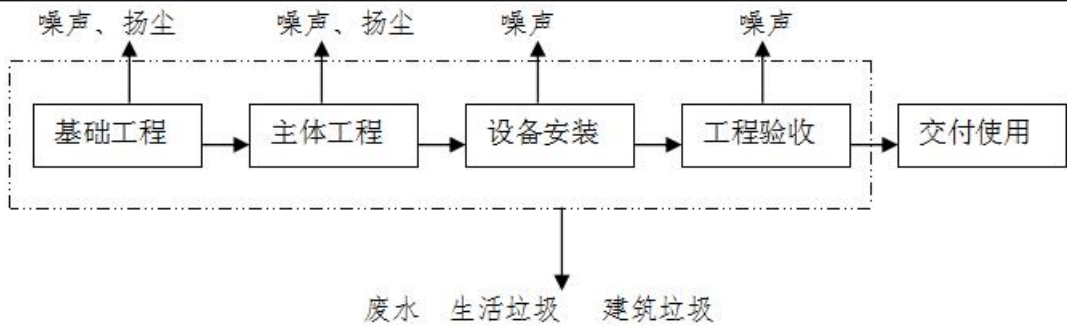 噪声、扬尘 噪声、扬尘 噪声 噪声
基础工程 主体工程 设备安装 工程验收 交付使用
废水 生活垃圾 建筑垃圾